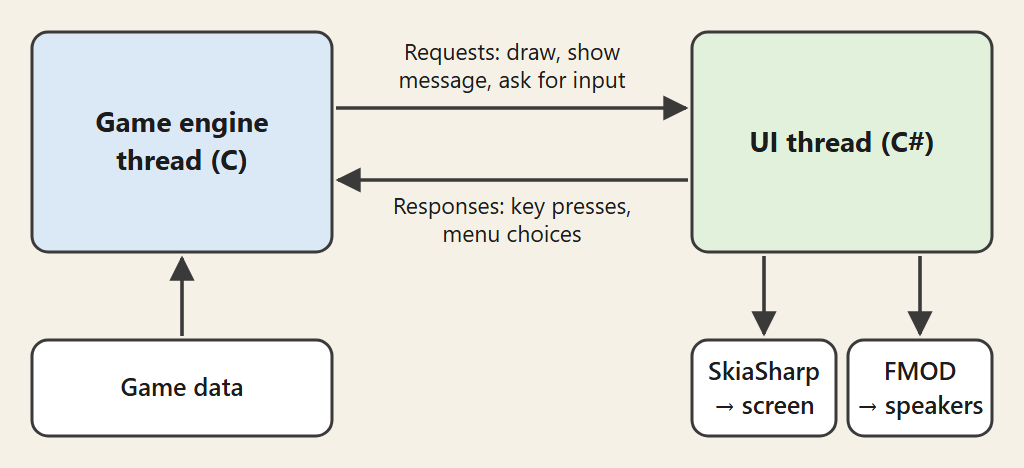 Requests: draw, show
message, ask for input
Game engine
thread (C)
UI thread (C#)
Responses: key presses,
menu choices
Game data
SkiaSharp
→ screen
FMOD
→ speakers